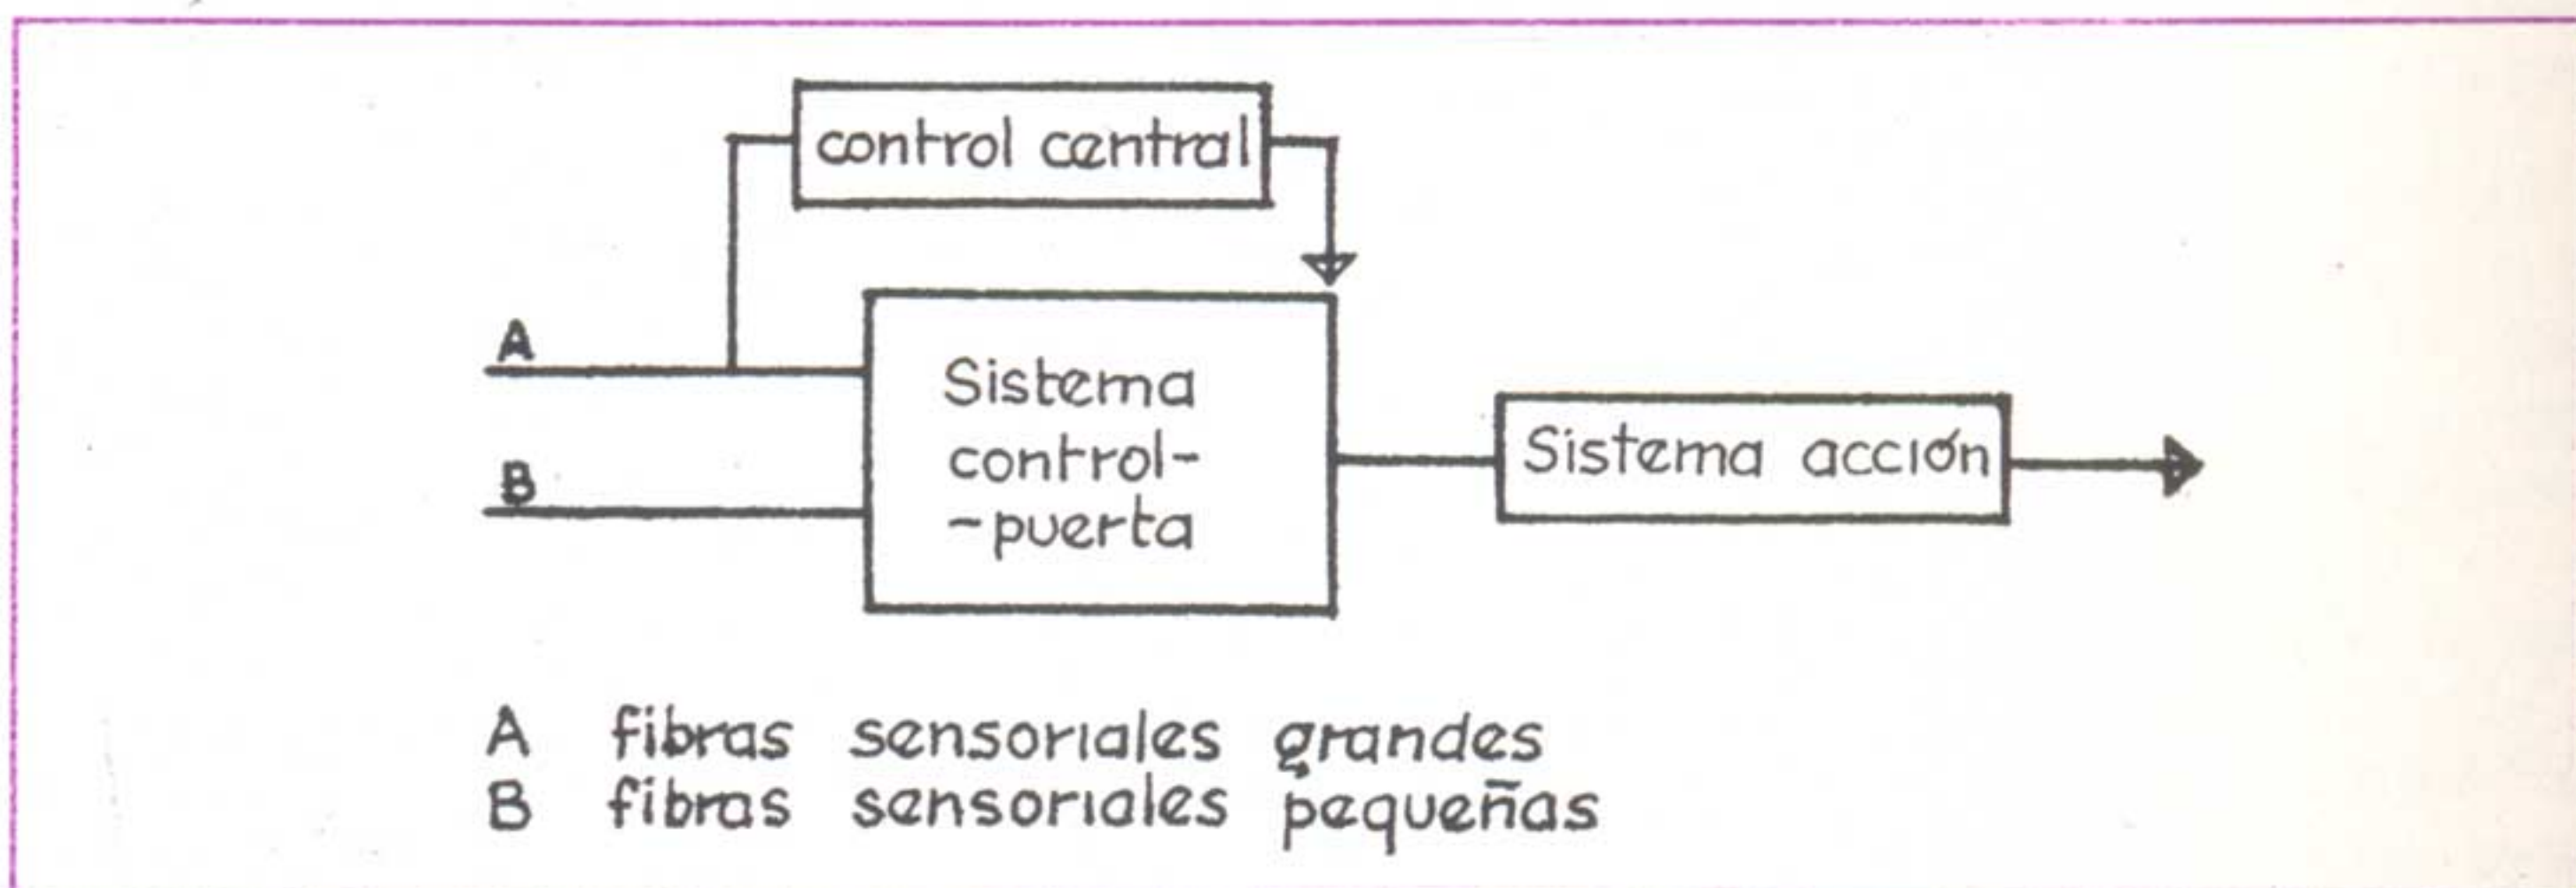 control central
A
B
Sistema
control-
-puerta
Sistema acción
A fibras sensoriales grandes
B fibras sensoriales pequeñas